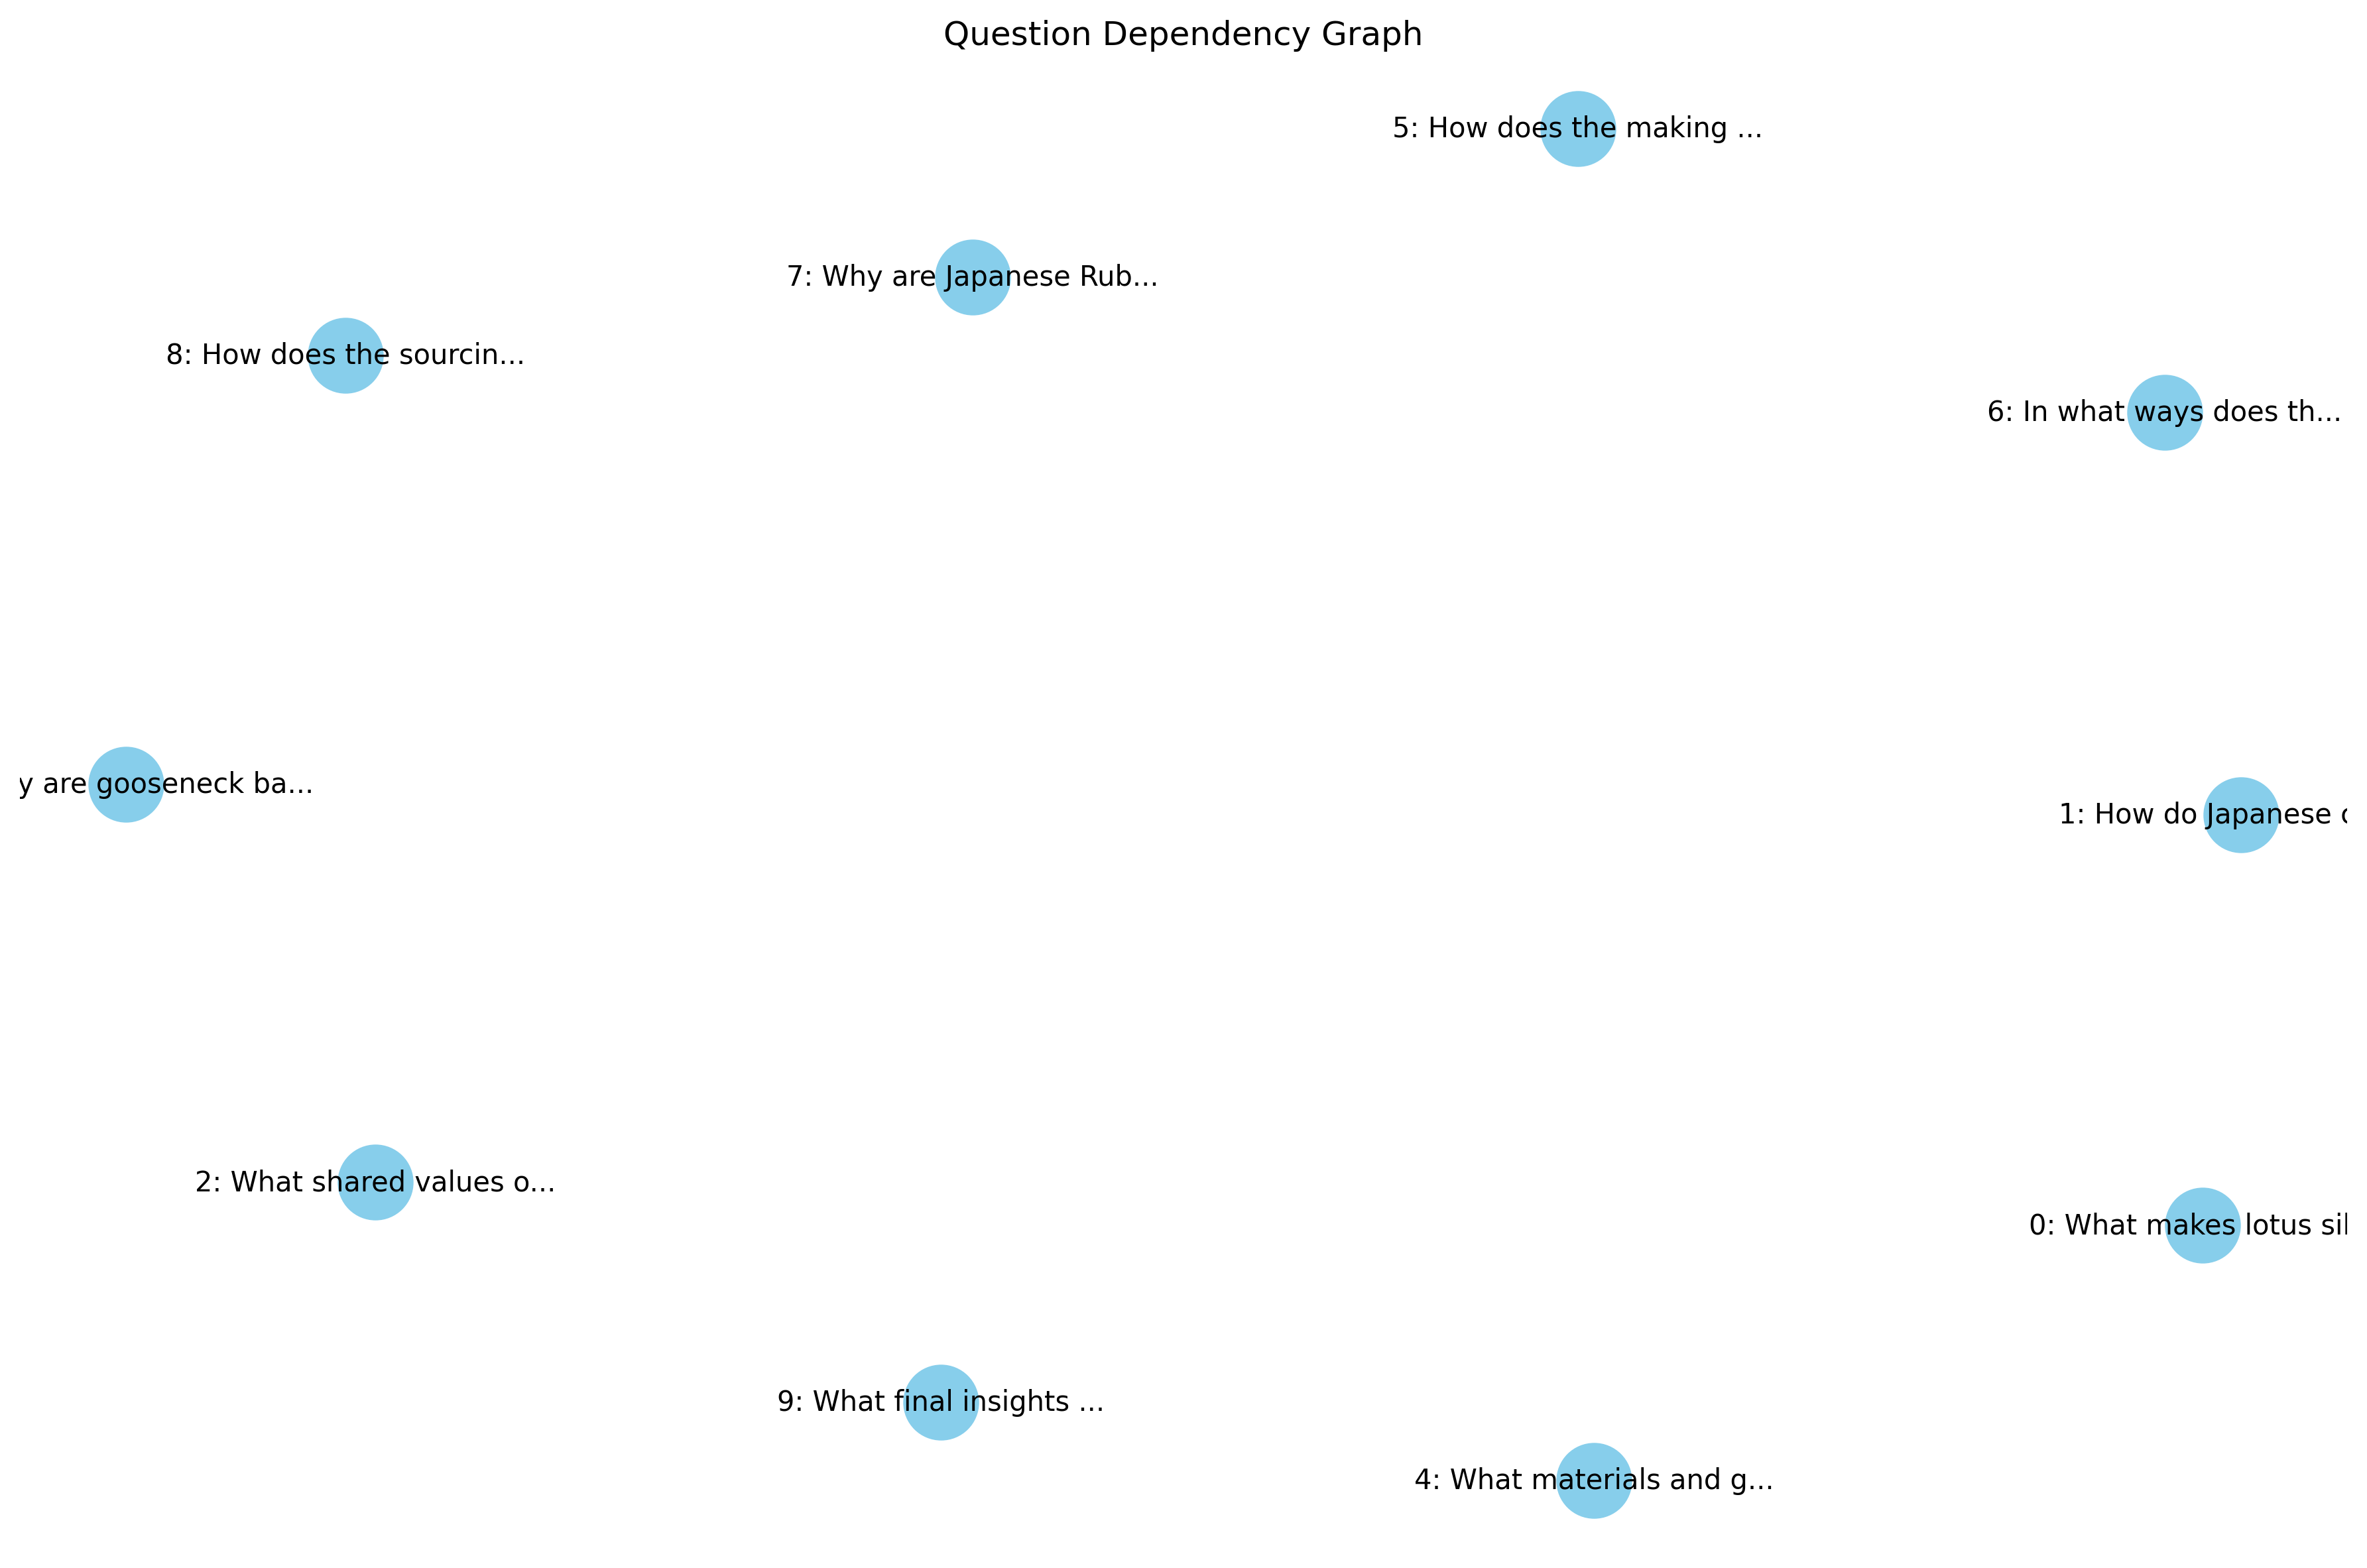 Question Dependency Graph
5: How does the making ...
7: Why are Japanese Rub...
8: How does the sourcin...
6: In what ways does th...
y are gooseneck ba...
1: How do Japanese c
2: What shared values o...
0: What makes lotus sil
9: What final insights ...
4: What materials and g...